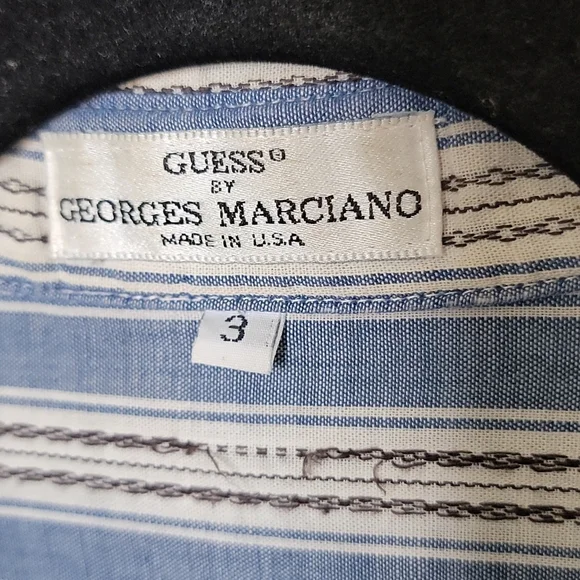 GUESS®
BY
GEORGES MARCIANO
MADE IN U.S.A
3